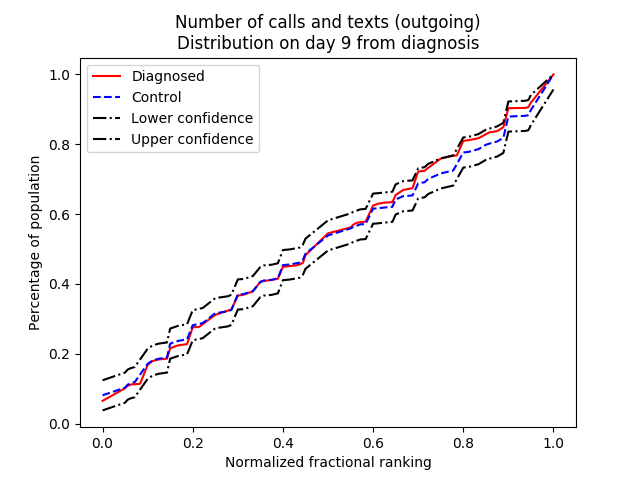 Number of calls and texts (outgoing)
Distribution on day 9 from diagnosis
Diagnosed
Control
Lower confidence
Upper confidence
Percentage of population
1.0
0.8
0.6
0.4
0.2
0.0
0.0 0.2 0.4 0.6 0.8 1.0
Normalized fractional ranking